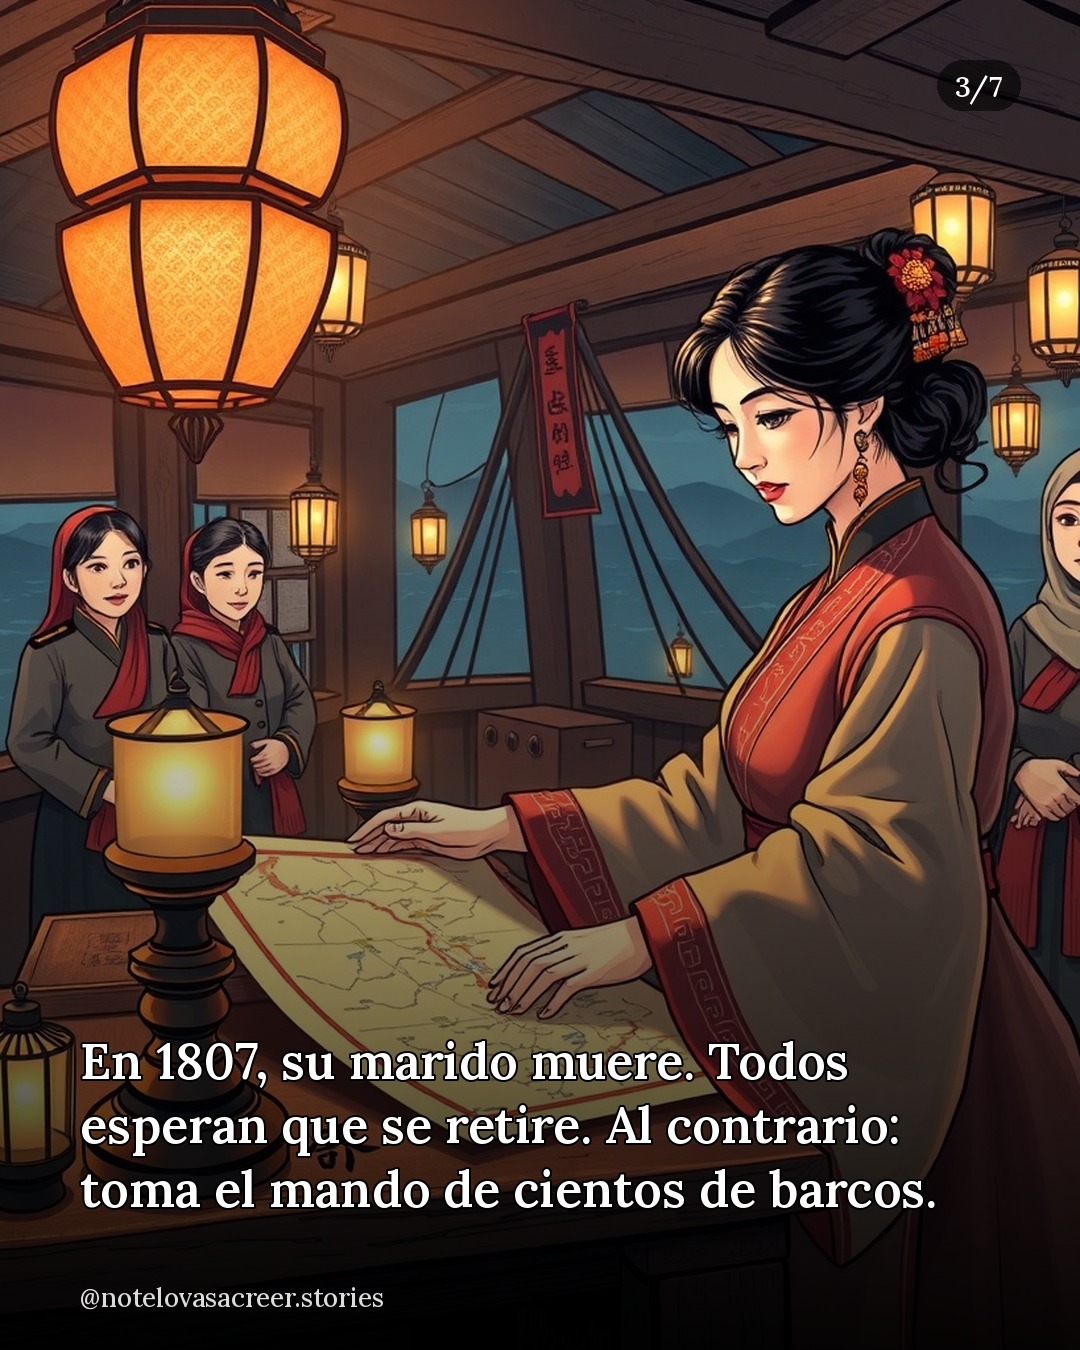 3/7
En 1807, su marido muere. Todos
esperan que se retire. Al contrario:
toma el mando de cientos de barcos.
@notelovasacreer.stories